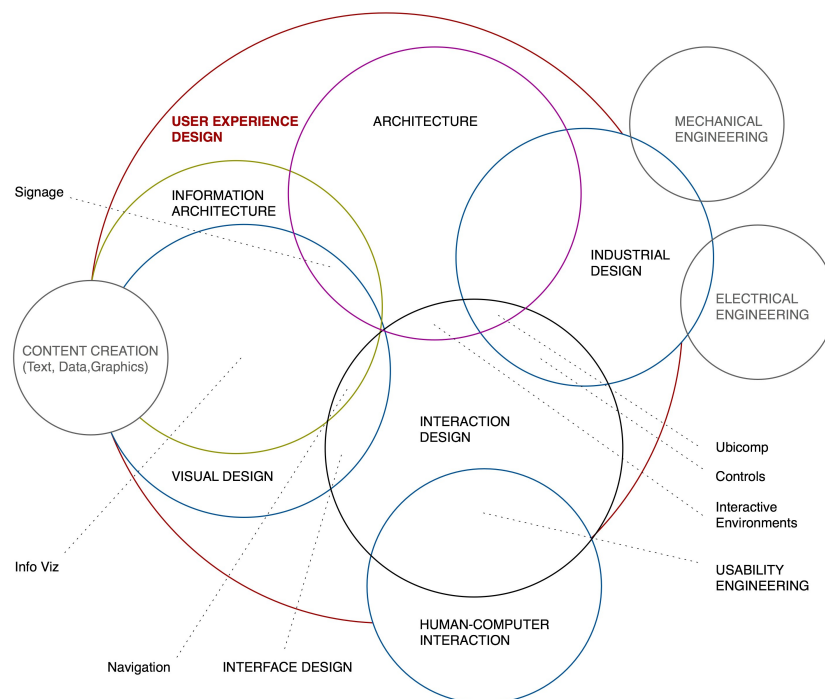 USER EXPERIENCE
DESIGN
ARCHITECTURE
MECHANICAL
ENGINEERING
Signage
INFORMATION
ARCHITECTURE
INDUSTRIAL
DESIGN
ELECTRICAL
ENGINEERING
CONTENT CREATION
(Text, Data,Graphics)
INTERACTION
DESIGN
VISUAL DESIGN
Ubicomp
Controls
Interactive
Environments
Info Viz
USABILITY
ENGINEERING
HUMAN-COMPUTER
INTERACTION
Navigation
INTERFACE DESIGN